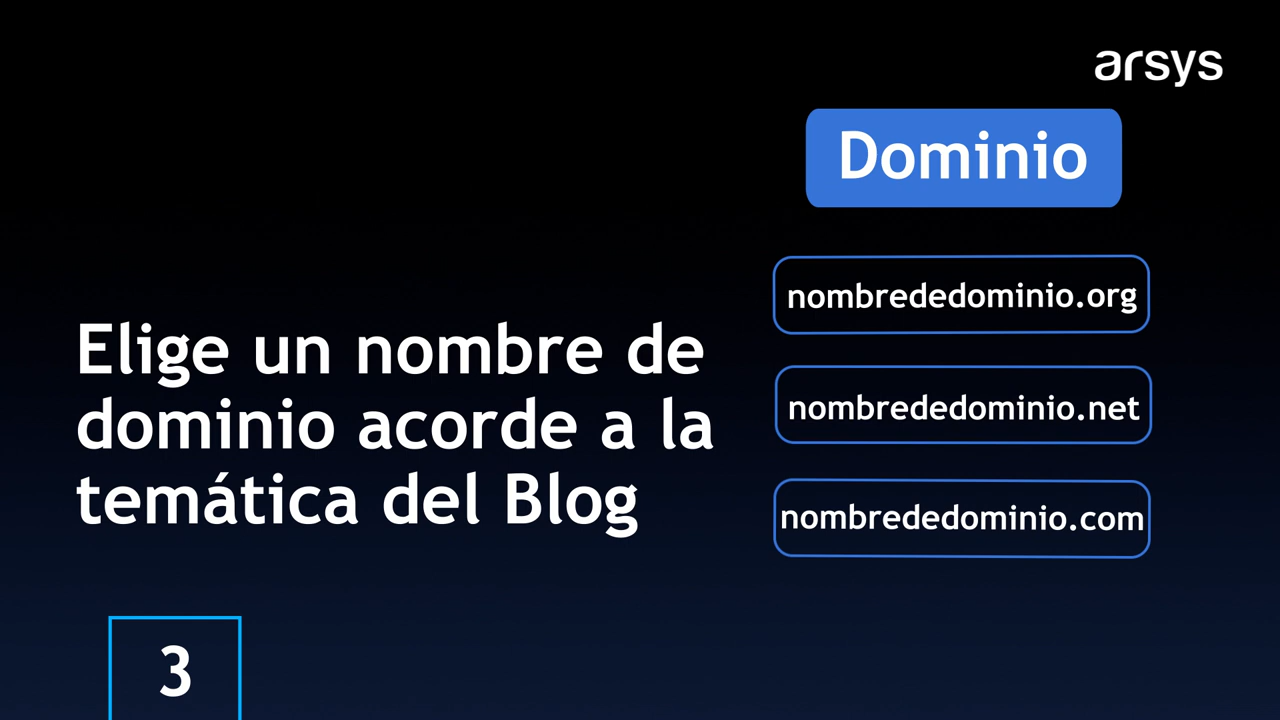 arsys
Dominio
nombrededominio.org
nombrededominio.net
nombrededominio.com
Elige un nombre de
dominio acorde a la
temática del Blog
3